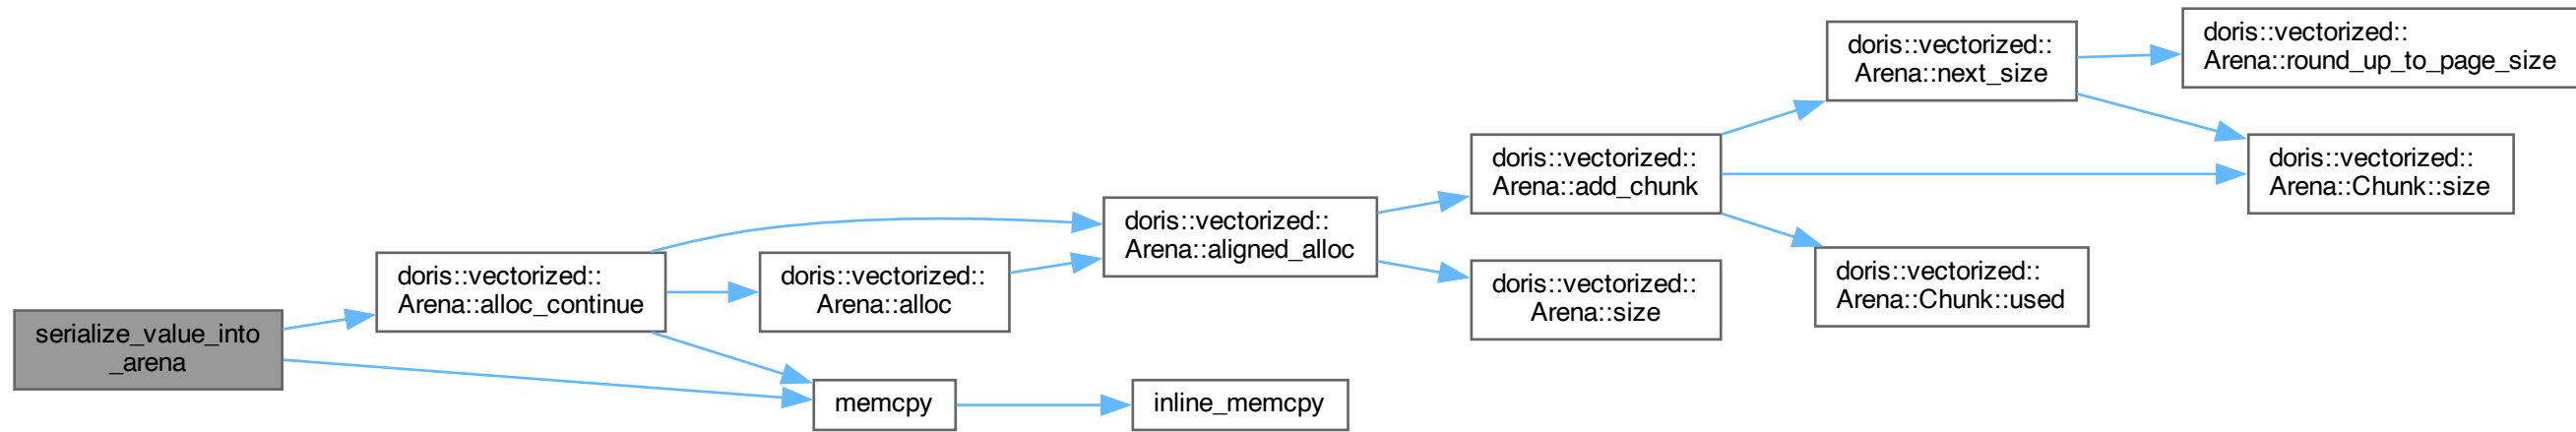 serialize_value_into
_arena
doris::vectorized::
Arena::alloc_continue
doris::vectorized::
Arena::alloc
memcpy
doris::vectorized::
Arena::aligned_alloc
inline_memcpy
doris::vectorized::
Arena::add_chunk
doris::vectorized::
Arena::size
doris::vectorized::
Arena::next_size
doris::vectorized::
Arena::Chunk::used
doris::vectorized::
Arena::round_up_to_page_size
doris::vectorized::
Arena::Chunk::size